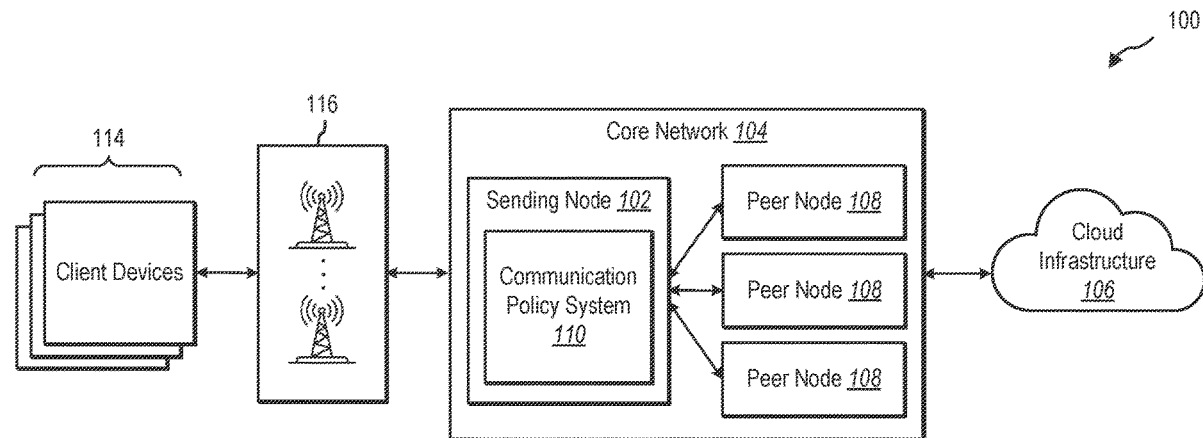 100
116
114
Core Network 104
Sending Node 102
Peer Node 108
Client Devices
Communication
Policy System
110
Peer Node 108
Peer Node 108
Cloud
Infrastructure
106